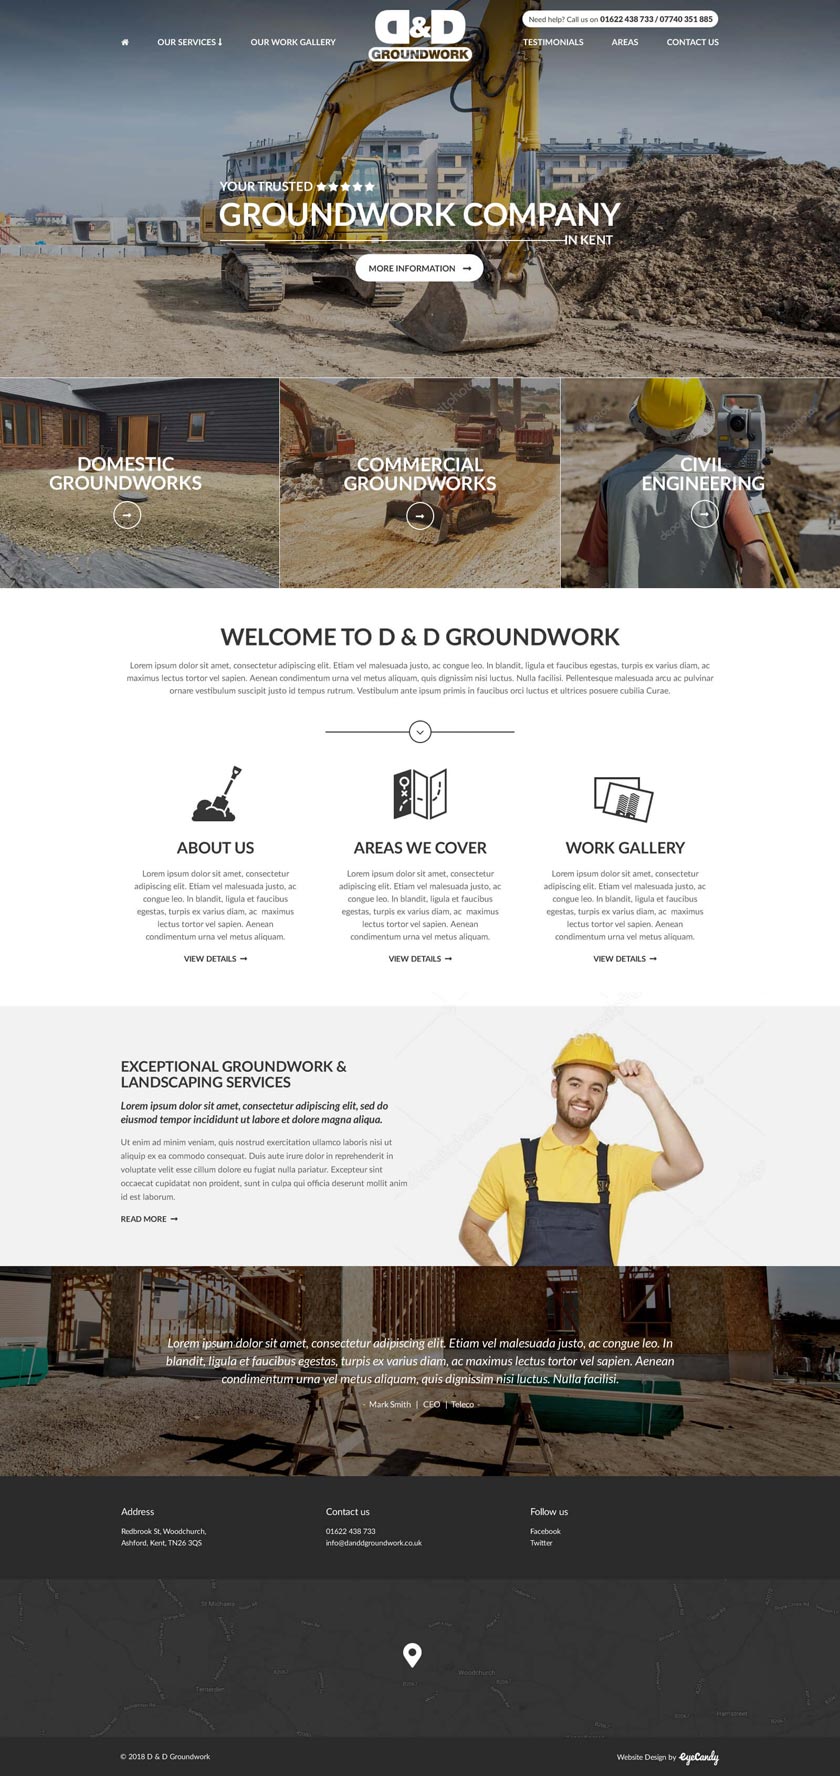 D&D
GROUNDWORK
Need help? Call us on 01622 438 733 / 07740 351 885
OUR SERVICES
OUR WORK GALLERY
TESTIMONIALS
AREAS
CONTACT US
YOUR TRUSTED
GROUNDWORK COMPANY
IN KENT
MORE INFORMATION
DOMESTIC
GROUNDWORKS
COMMERCIAL
GROUNDWORKS
CIVIL
ENGINEERING
WELCOME TO D & D GROUNDWORK
Lorem ipsum dolor sit amet, consectetur adipiscing elit. Etiam vel malesuada justo, ac congue leo. In blandit, ligula et faucibus egestas, turpis ex varius diam, ac
maximus lectus tortor vel sapien. Aenean condimentum urna vel metus aliquam, quis dignissim nisi luctus. Nulla facilisi. Pellentesque malesuada arcu ac pulvinar
ornare vestibulum suscipit justo id tempus rutrum. Vestibulum ante ipsum primis in faucibus orci luctus et ultrices posuere cubilia Curae.
ABOUT US
Lorem ipsum dolor sit amet, consectetur
adipiscing elit. Etiam vel malesuada justo, ac
congue leo. In blandit, ligula et faucibus
egestas, turpis ex varius diam, ac maximus
lectus tortor vel sapien. Aenean
condimentum urna vel metus aliquam.
VIEW DETAILS
AREAS WE COVER
Lorem ipsum dolor sit amet, consectetur
adipiscing elit. Etiam vel malesuada justo, ac
congue leo. In blandit, ligula et faucibus
egestas, turpis ex varius diam, ac maximus
lectus tortor vel sapien. Aenean
condimentum urna vel metus aliquam.
VIEW DETAILS
WORK GALLERY
Lorem ipsum dolor sit amet, consectetur
adipiscing elit. Etiam vel malesuada justo, ac
congue leo. In blandit, ligula et faucibus
egestas, turpis ex varius diam, ac maximus
lectus tortor vel sapien. Aenean
condimentum urna vel metus aliquam.
VIEW DETAILS
EXCEPTIONAL GROUNDWORK &
LANDSCAPING SERVICES
Lorem ipsum dolor sit amet, consectetur adipiscing elit, sed do
eiusmod tempor incididunt ut labore et dolore magna aliqua.
Ut enim ad minim veniam, quis nostrud exercitation ullamco laboris nisi ut
aliquip ex ea commodo consequat. Duis aute irure dolor in reprehenderit in
voluptate velit esse cillum dolore eu fugiat nulla pariatur. Excepteur sint
occaecat cupidatat non proident, sunt in culpa qui officia deserunt mollit anim
id est laborum.
READ MORE
Lorem ipsum dolor sit amet, consectetur adipiscing elit. Etiam vel malesuada justo, ac congue leo. In
blandit, ligula et faucibus egestas, turpis ex varius diam, ac maximus lectus tortor vel sapien. Aenean
condimentum urna vel metus aliquam, quis dignissim nisi luctus. Nulla facilisi.
- Mark Smith | CEO | Teleco -
Address
Redbrook St, Woodchurch,
Ashford, Kent, TN26 3QS
Contact us
01622 438 733
info@danddgroundwork.co.uk
Follow us
Facebook
Twitter
St Michaels
Tenterden
Woodchurch
B2067
Hamstreet
© 2018 D & D Groundwork
Website Design by EyeCandy